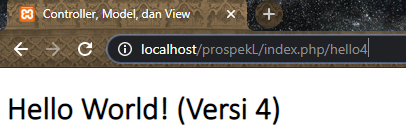 Controller, Model, dan View
localhost/prospekL/index.php/hello4
Hello World! (Versi 4)